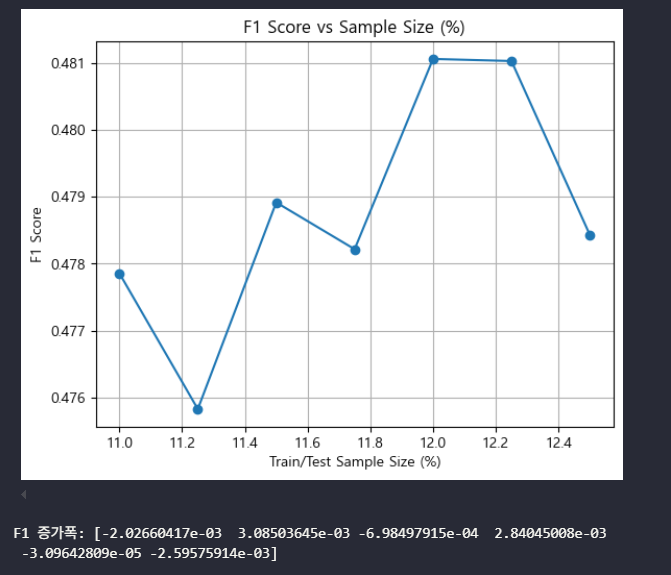 F1 Score vs Sample Size (%)
0.481
0.480
0.479
0.478
0.477
0.476
F1 Score
11.0 11.2 11.4 11.6 11.8 12.0 12.2 12.4
Train/Test Sample Size (%)
F1 증가폭: [-2.02660417e-03 3.08503645e-03 -6.98497915e-04 2.84045008e-03
-3.09642809e-05 -2.59575914e-03]